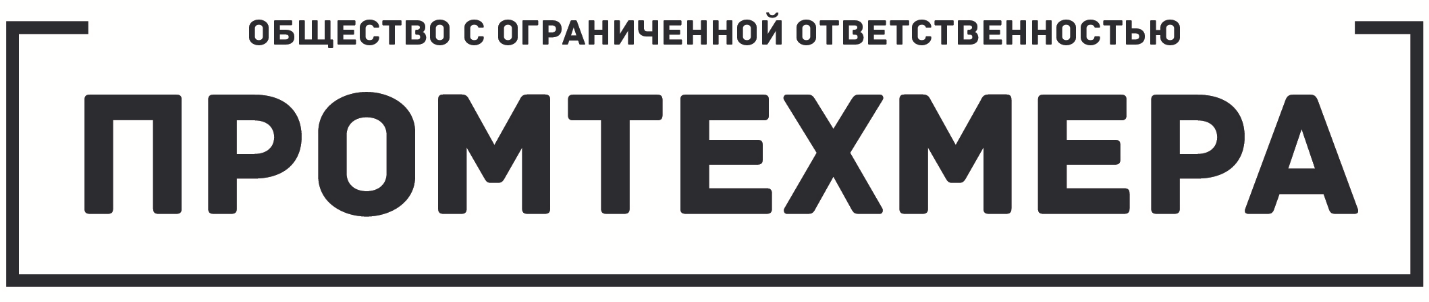 ОБЩЕСТВО С ОГРАНИЧЕННОЙ ОТВЕТСТВЕННОСТЬЮ
ПРОМТЕХМЕРА